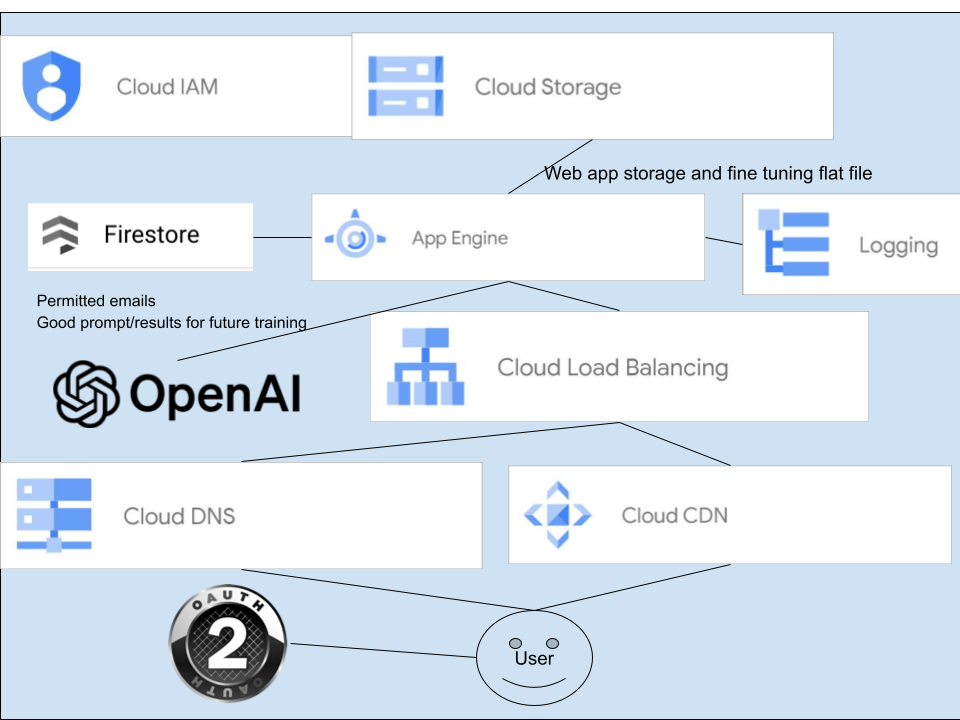 Cloud IAM
Cloud Storage
Web app storage and fine tuning flat file
Firestore
App Engine
Logging
Permitted emails
Good prompt/results for future training
OpenAI
Cloud Load Balancing
Cloud DNS
Cloud CDN
OAUTH
2
OAUTH
User